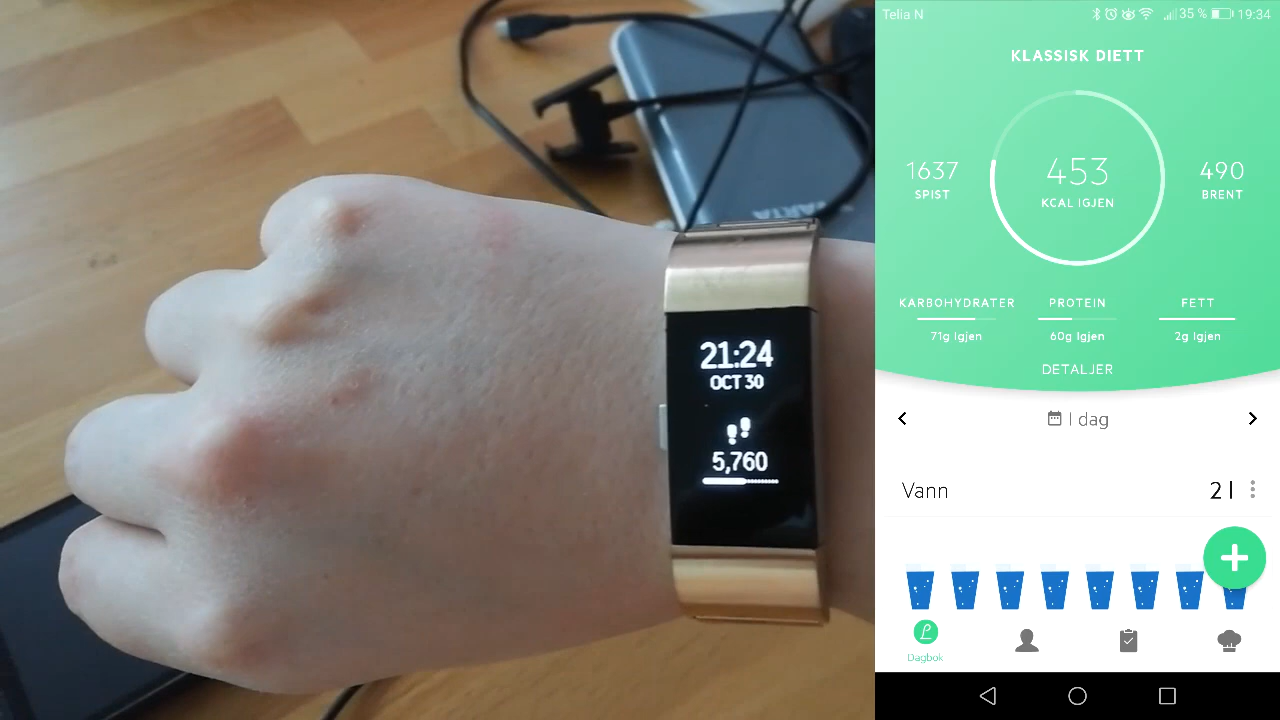 VARTA
21:24
OCT 30
5,760
Telia N
35 %
19:34
KLASSISK DIETT
1637
SPIST
453
KCAL IGJEN
490
BRENT
KARBOHYDRATER
71g Igjen
PROTEIN
60g Igjen
FETT
2g Igjen
DETALJER
I dag
Vann
2 l
Dagbok